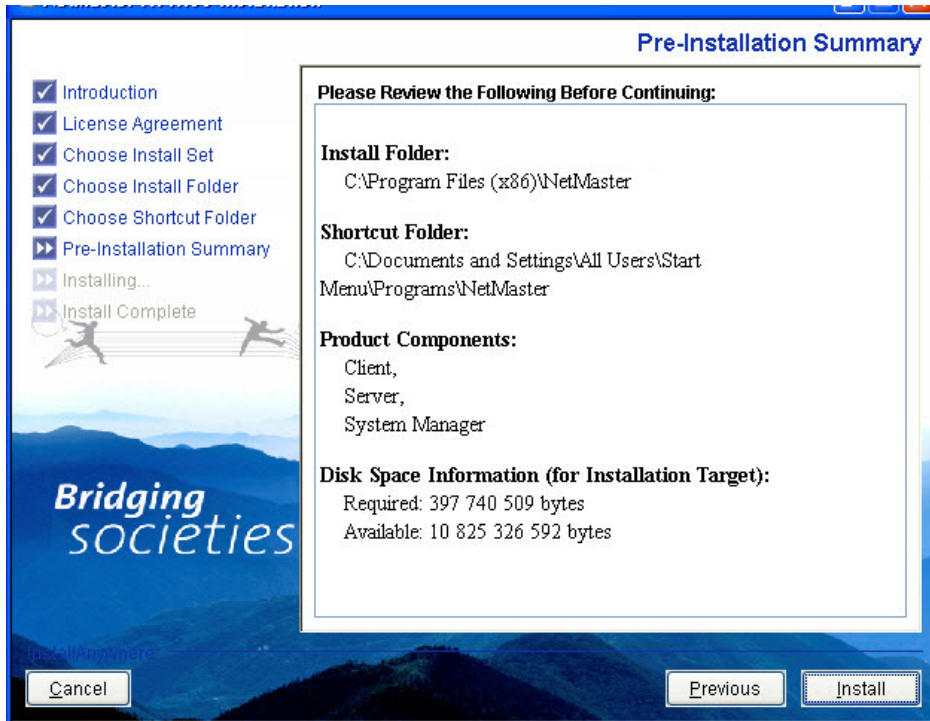 Pre-Installation Summary
Introduction
License Agreement
Choose Install Set
Choose Install Folder
Choose Shortcut Folder
Pre-Installation Summary
Installing...
Install Complete
Bridging
societies
Please Review the Following Before Continuing:
Install Folder:
C:\Program Files (x86)\NetMaster
Shortcut Folder:
C:\Documents and Settings\All Users\Start
Menu\Programs\NetMaster
Product Components:
Client,
Server,
System Manager
Disk Space Information (for Installation Target):
Required: 397 740 509 bytes
Available: 10 825 326 592 bytes
InstallAnywhere
Cancel
Previous
Install